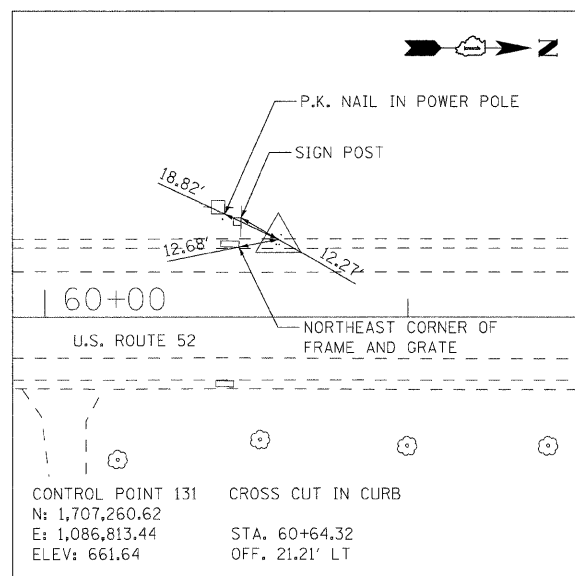 N
P.K. NAIL IN POWER POLE
SIGN POST
18.82'
12.68'
12.27'
60+00
U.S. ROUTE 52
NORTHEAST CORNER OF
FRAME AND GRATE
CONTROL POINT 131 CROSS CUT IN CURB
N: 1,707,260.62
E: 1,086,813.44 STA. 60+64.32
ELEV: 661.64 OFF. 21.21' LT